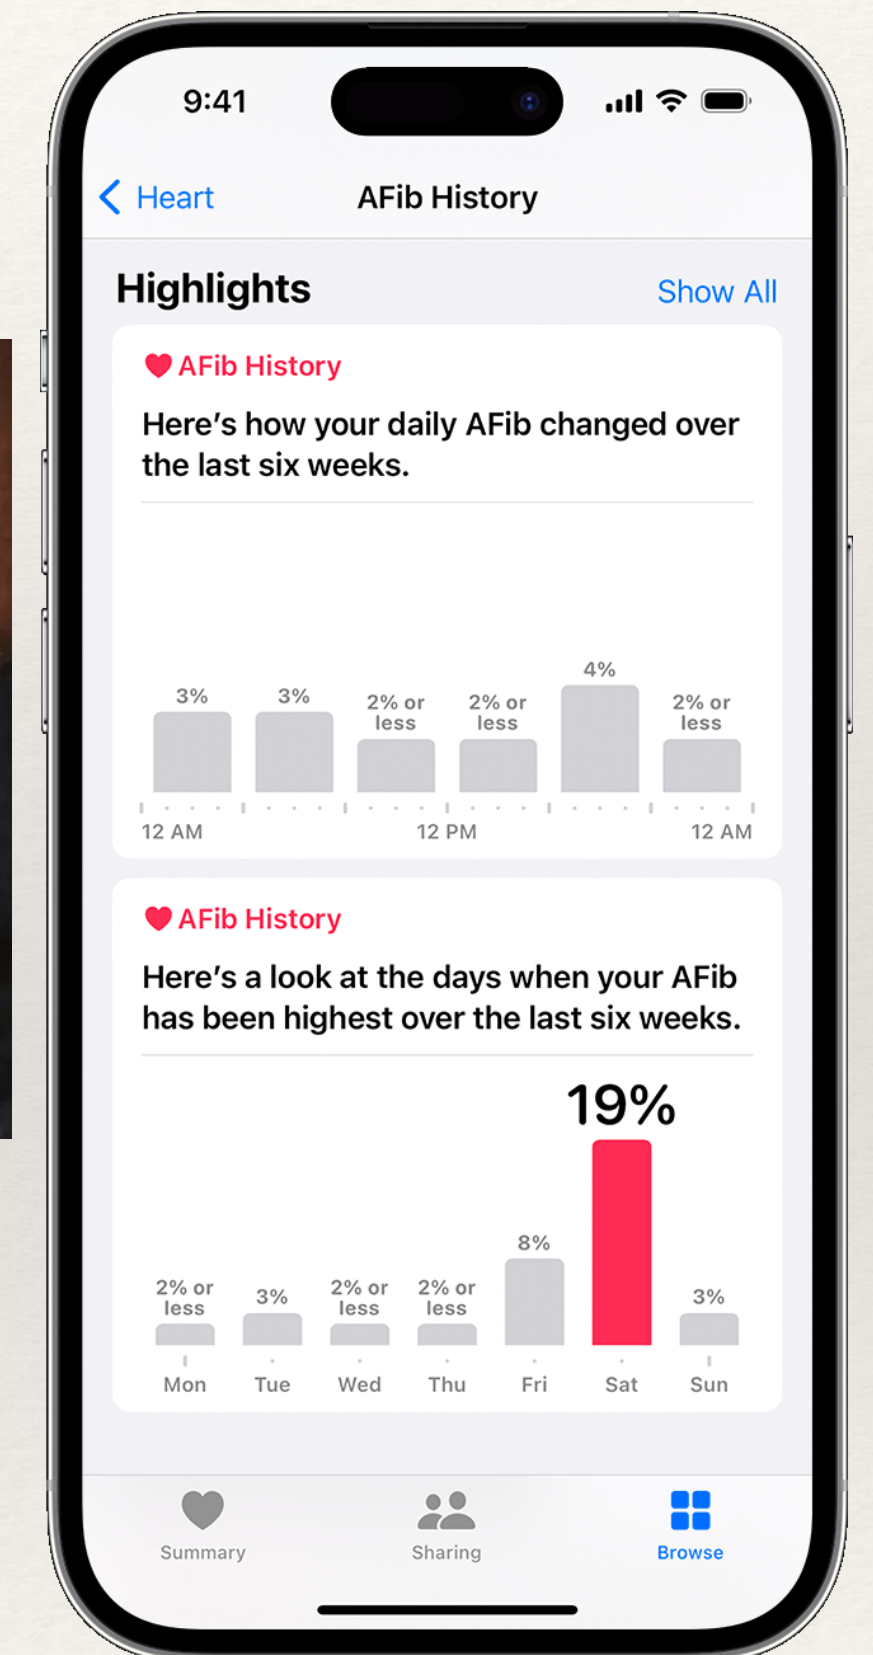 9:41
Heart
AFib History
Highlights
Show All
AFib History
Here's how your daily AFib changed over
the last six weeks.
3%
3%
2% or
less
2% or
less
4%
2% or
less
12 AM
12 PM
12 AM
AFib History
Here's a look at the days when your AFib
has been highest over the last six weeks.
2% or
less
3%
2% or
less
2% or
less
8%
19%
3%
Mon
Tue
Wed
Thu
Fri
Sat
Sun
Summary
Sharing
Browse